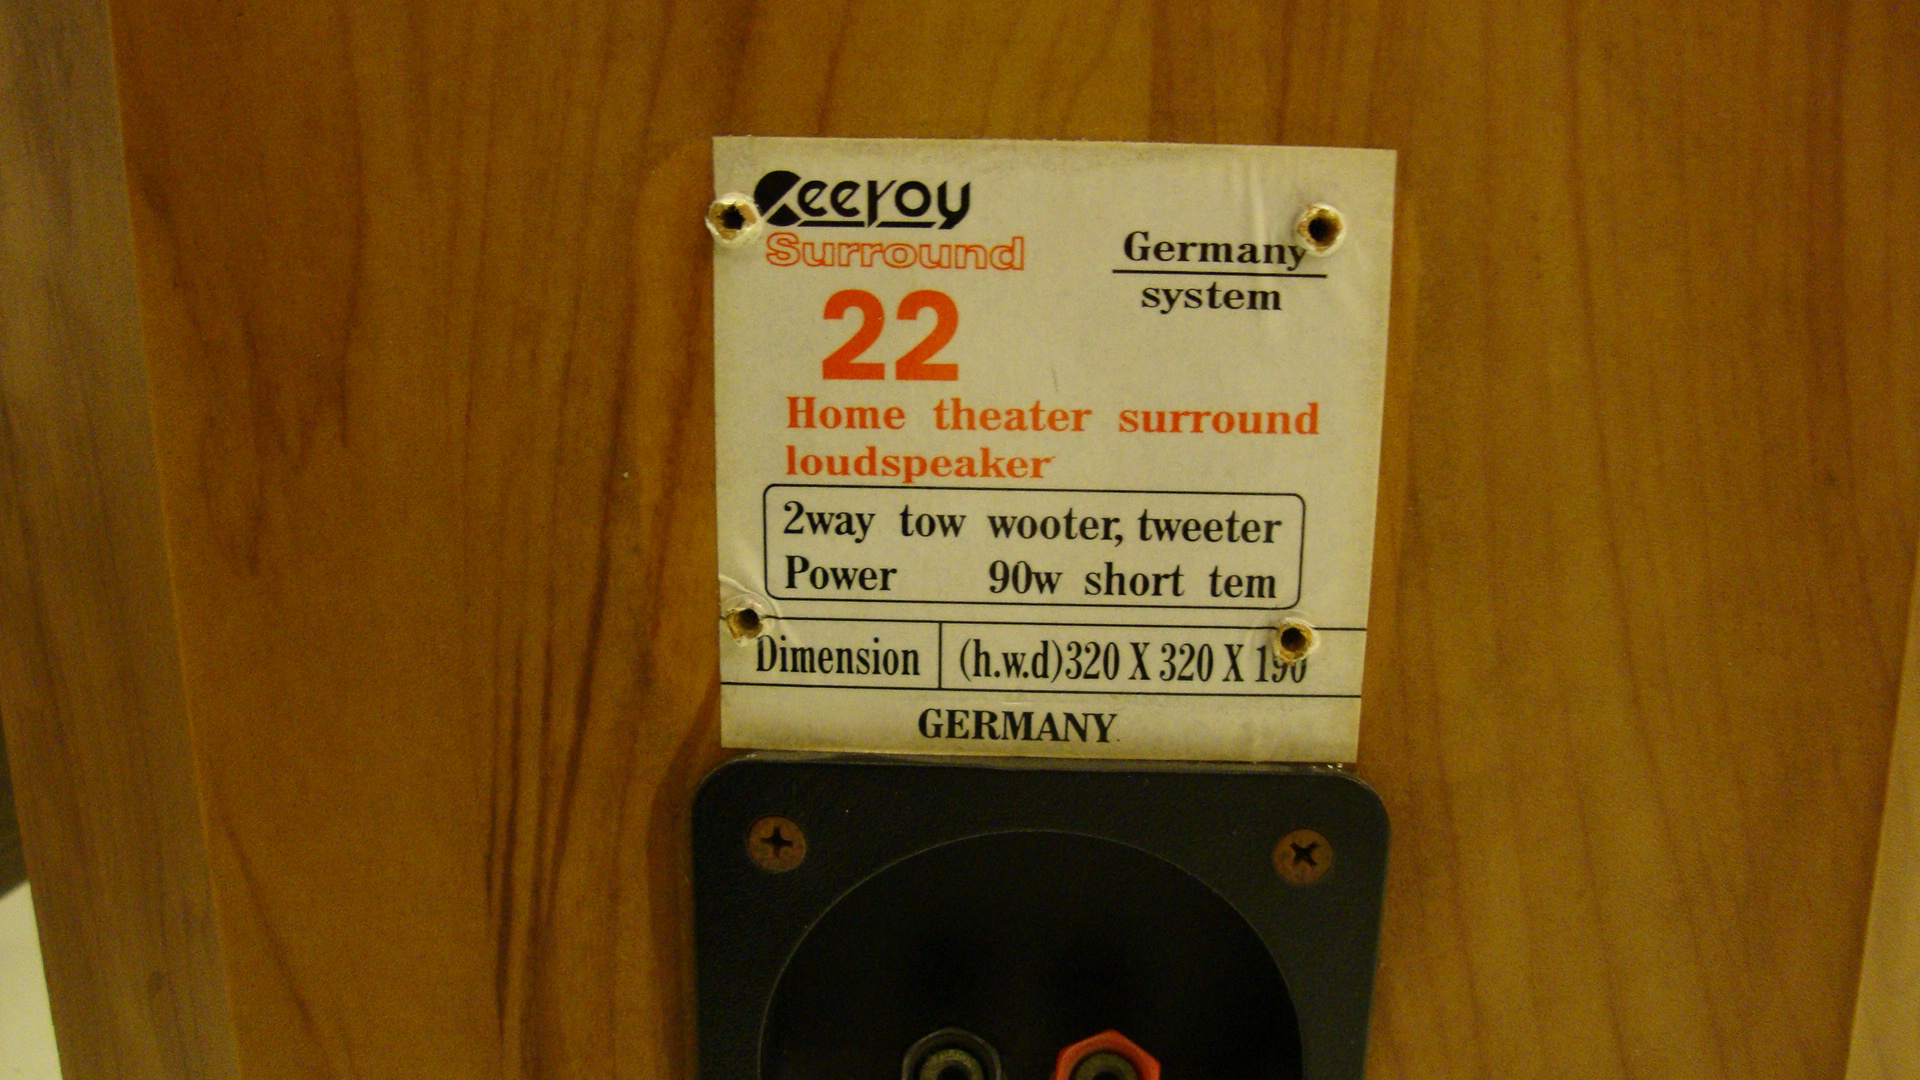 Ceeroy
Surround
Germany
system
22
Home theater surround
loudspeaker
2way tow wooter, tweeter
Power 90w short tem
Dimension (h.w.d)320 X 320 X 190
GERMANY